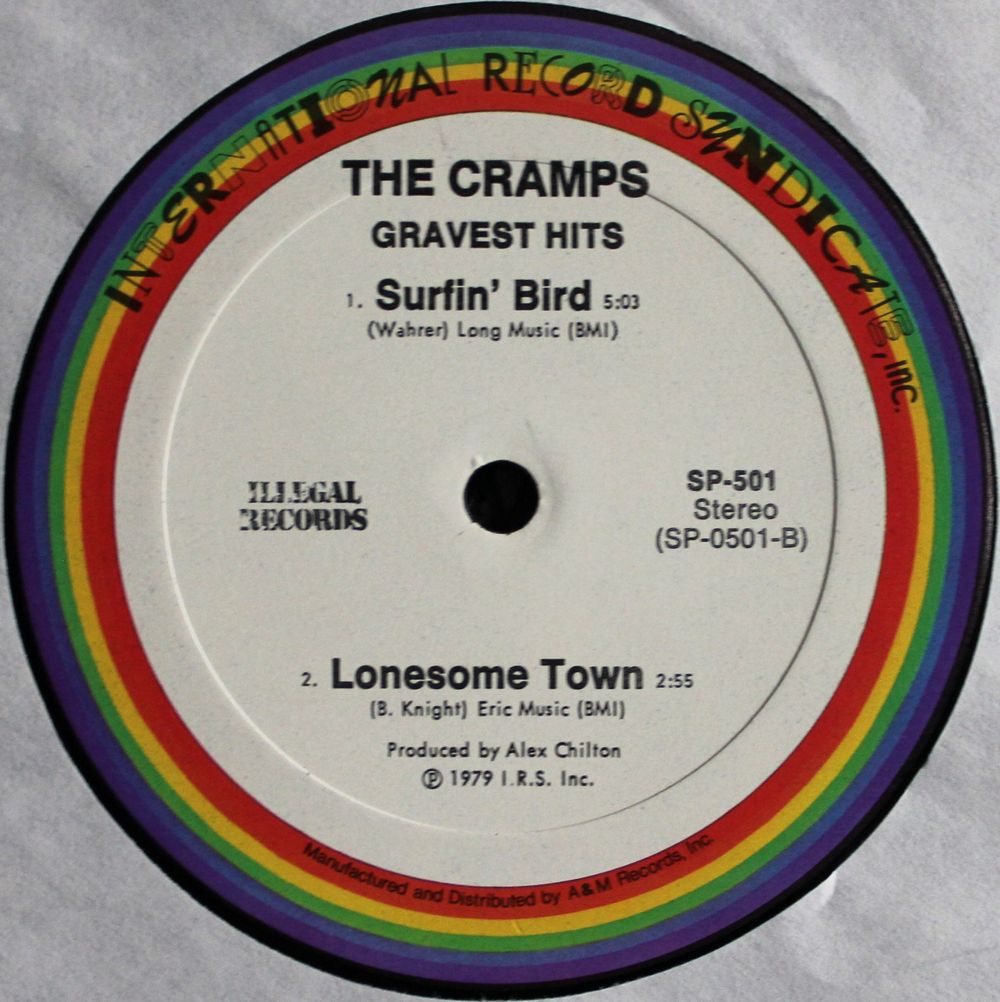 INTERNATIONAL RECORD SYNDICATE, INC.
THE CRAMPS
GRAVEST HITS
1. Surfin' Bird 5:03
(Wahrer) Long Music (BMI)
ILLEGAL
RECORDS
SP-501
Stereo
(SP-0501-B)
2. Lonesome Town 2:55
(B. Knight) Eric Music (BMI)
Produced by Alex Chilton
℗ 1979 I.R.S. Inc.
Manufactured and Distributed by A&M Records, Inc.